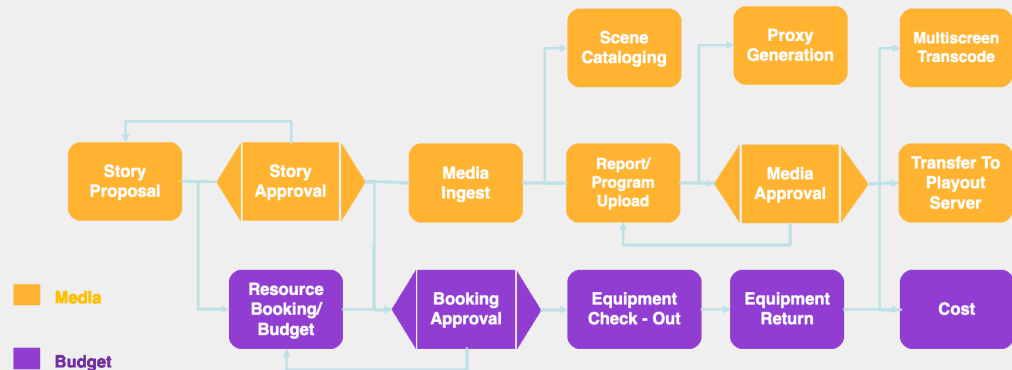 Scene
Cataloging
Proxy
Generation
Multiscreen
Transcode
Story
Proposal
Story
Approval
Media
Ingest
Report/
Program
Upload
Media
Approval
Transfer To
Playout
Server
Media
Resource
Booking/
Budget
Booking
Approval
Equipment
Check - Out
Equipment
Return
Cost
Budget